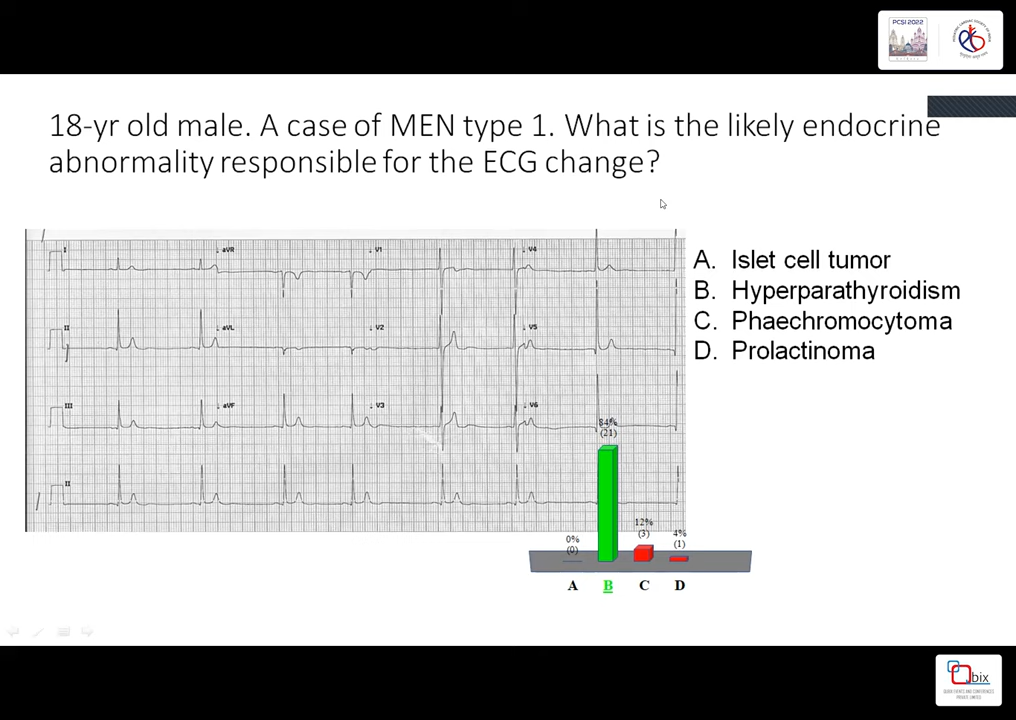 PCSI 2022
18-yr old male. A case of MEN type 1. What is the likely endocrine
abnormality responsible for the ECG change?
I
aVR
V1
V4
A. Islet cell tumor
B. Hyperparathyroidism
C. Phaechromocytoma
D. Prolactinoma
II
aVL
V2
V5
III
aVF
V3
V6
II
84%
(21)
12%
(3)
4%
(1)
0%
(0)
A
B
C
D
bix